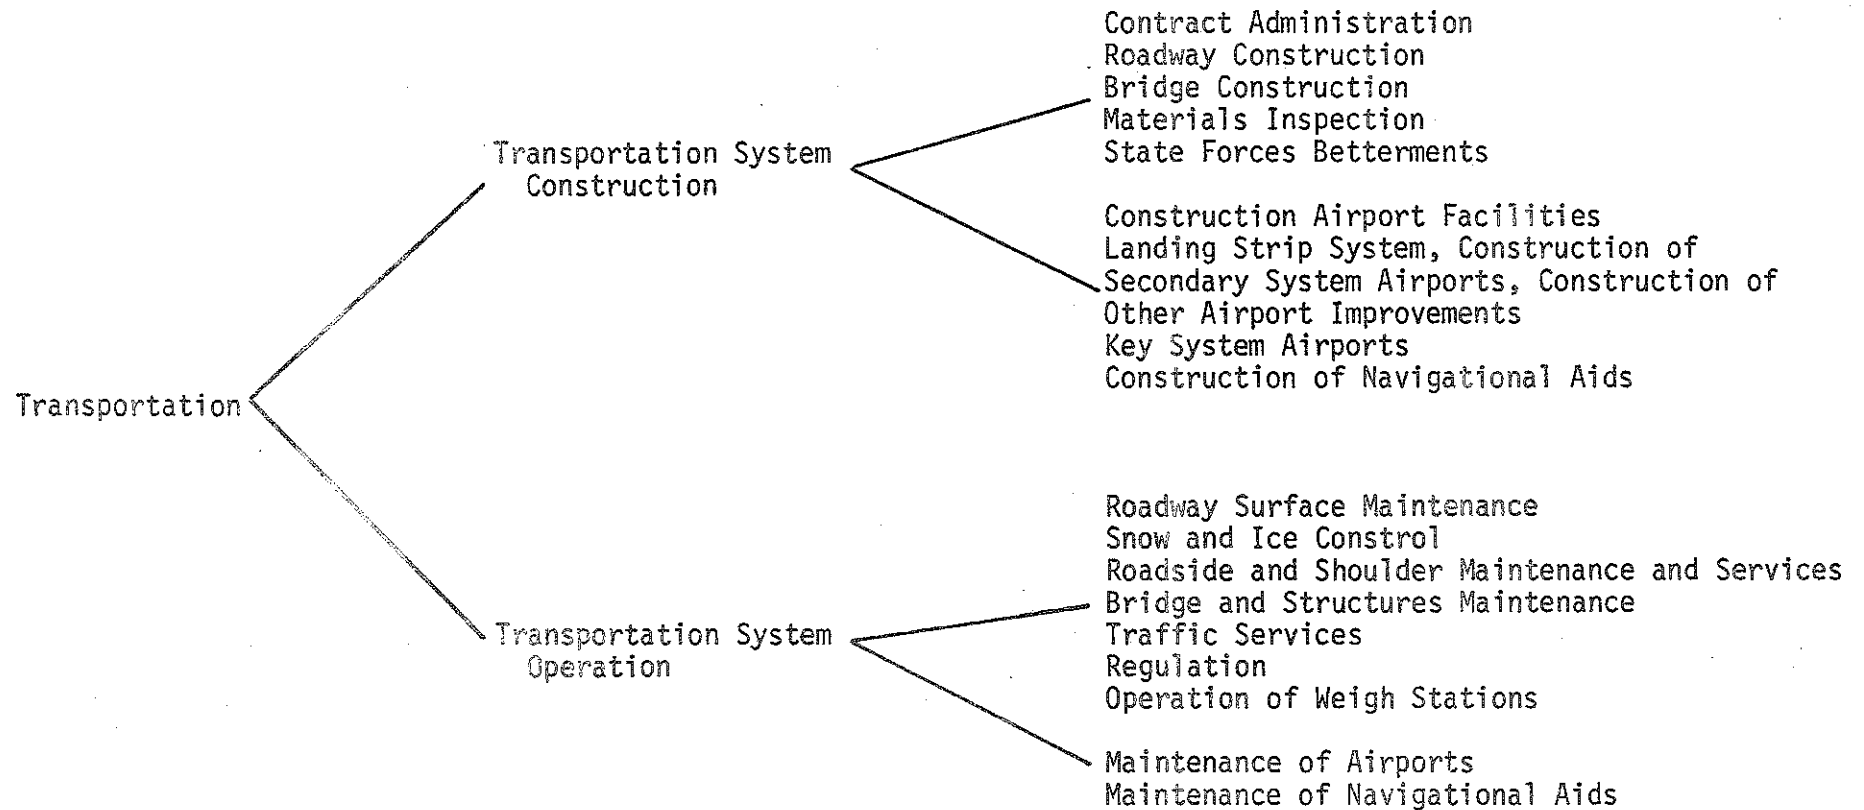 Contract Administration
Roadway Construction
Bridge Construction
Materials Inspection
State Forces Betterments
Transportation System
Construction
Construction Airport Facilities
Landing Strip System, Construction of
Secondary System Airports, Construction of
Other Airport Improvements
Key System Airports
Construction of Navigational Aids
Transportation
Roadway Surface Maintenance
Snow and Ice Constrol
Roadside and Shoulder Maintenance and Services
Bridge and Structures Maintenance
Traffic Services
Regulation
Operation of Weigh Stations
Transportation System
Operation
Maintenance of Airports
Maintenance of Navigational Aids